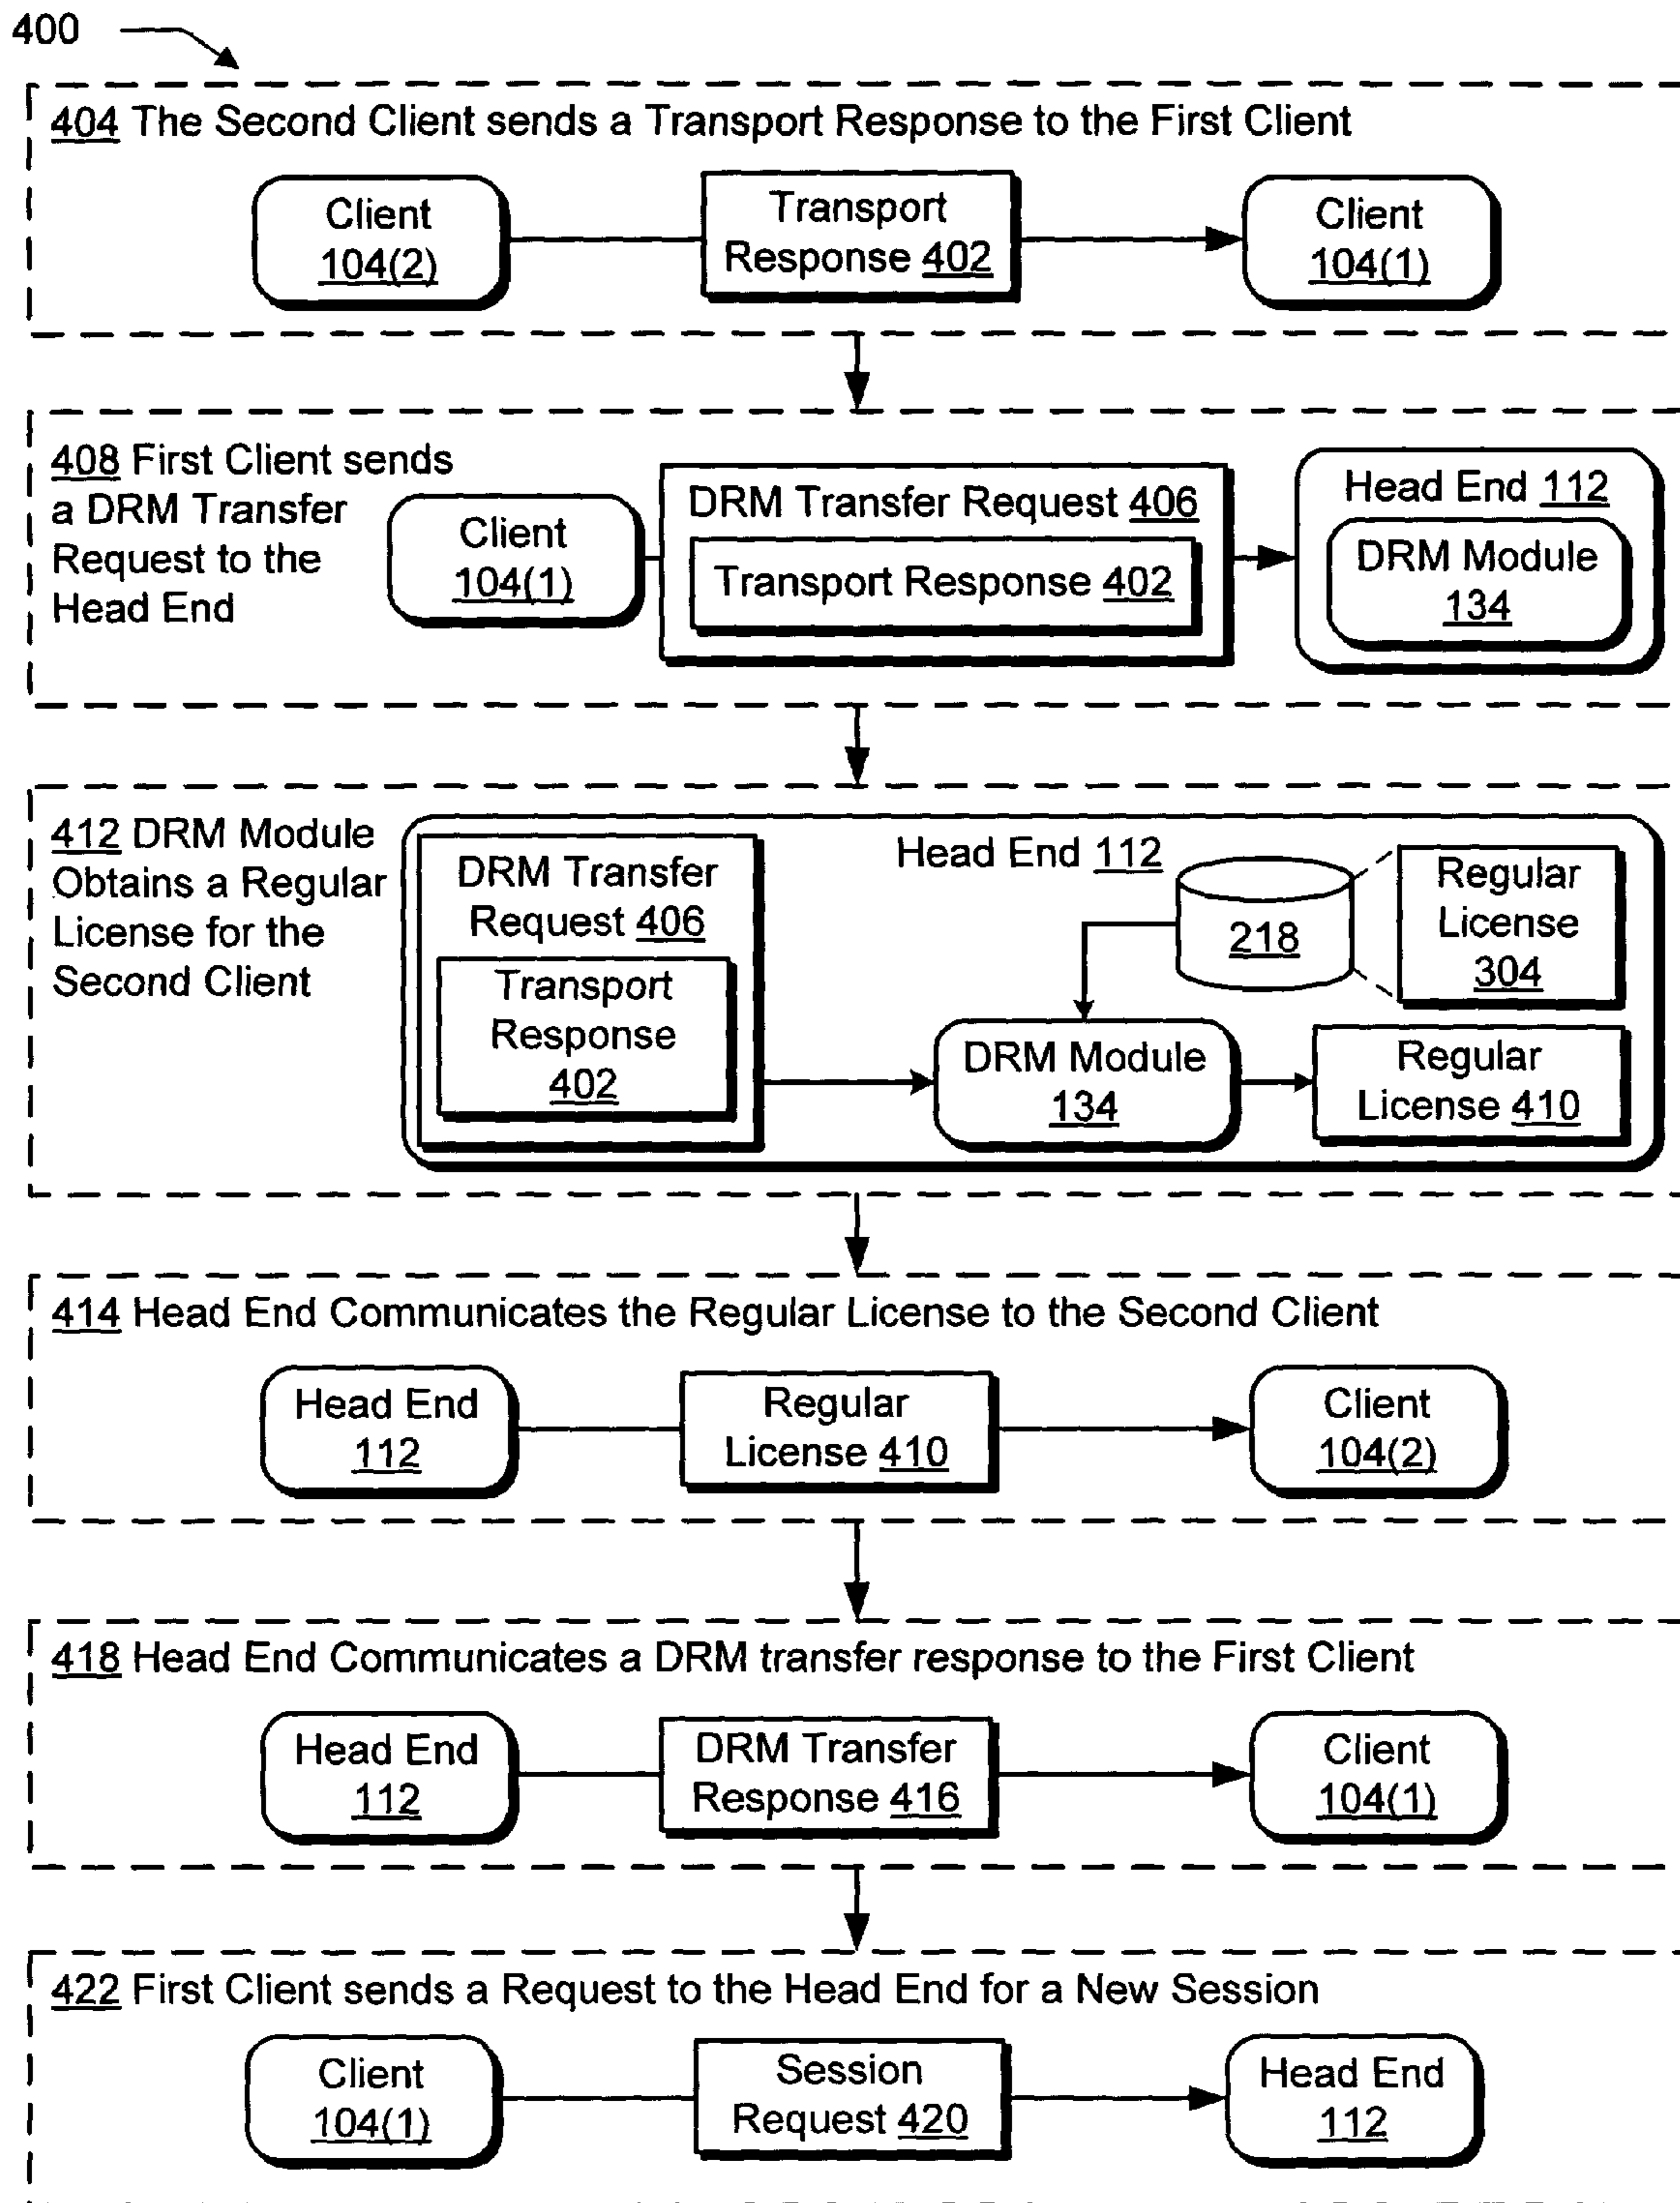 400
404 The Second Client sends a Transport Response to the First Client
Client
104(2)
Transport
Response 402
Client
104(1)
408 First Client sends
a DRM Transfer
Request to the
Head End
Client
104(1)
DRM Transfer Request 406
Transport Response 402
Head End 112
DRM Module
134
412 DRM Module
Obtains a Regular
License for the
Second Client
DRM Transfer
Request 406
Transport
Response
402
Head End 112
218
Regular
License
304
DRM Module
134
Regular
License 410
414 Head End Communicates the Regular License to the Second Client
Head End
112
Regular
License 410
Client
104(2)
418 Head End Communicates a DRM transfer response to the First Client
Head End
112
DRM Transfer
Response 416
Client
104(1)
422 First Client sends a Request to the Head End for a New Session
Client
104(1)
Session
Request 420
Head End
112